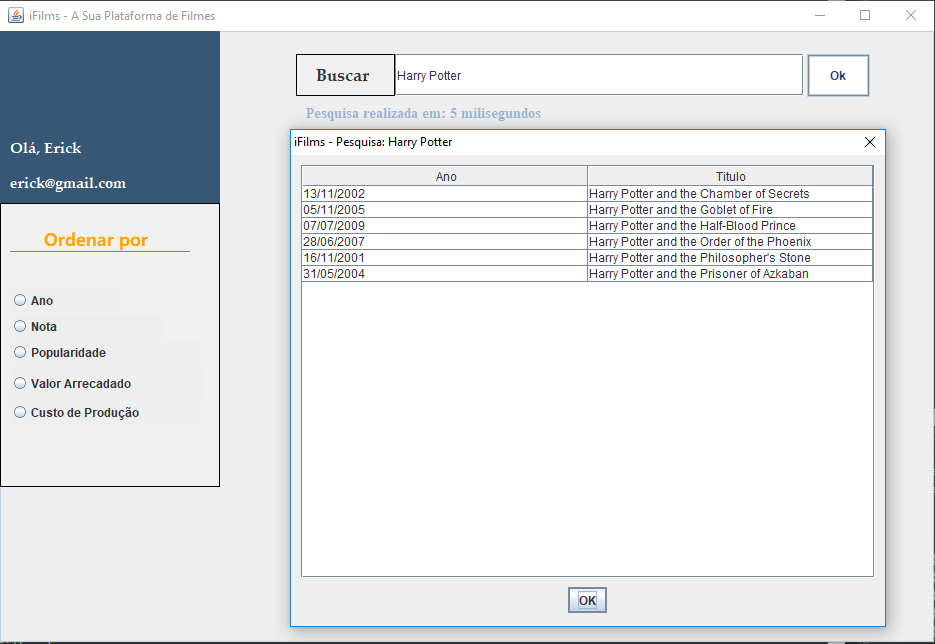 iFilms - A Sua Plataforma de Filmes
Olá, Erick
erick@gmail.com
Ordenar por
Ano
Nota
Popularidade
Valor Arrecadado
Custo de Produção
Buscar Harry Potter Ok
Pesquisa realizada em: 5 milisegundos
iFilms - Pesquisa: Harry Potter
Ano Titulo
13/11/2002 Harry Potter and the Chamber of Secrets
05/11/2005 Harry Potter and the Goblet of Fire
07/07/2009 Harry Potter and the Half-Blood Prince
28/06/2007 Harry Potter and the Order of the Phoenix
16/11/2001 Harry Potter and the Philosopher's Stone
31/05/2004 Harry Potter and the Prisoner of Azkaban
OK